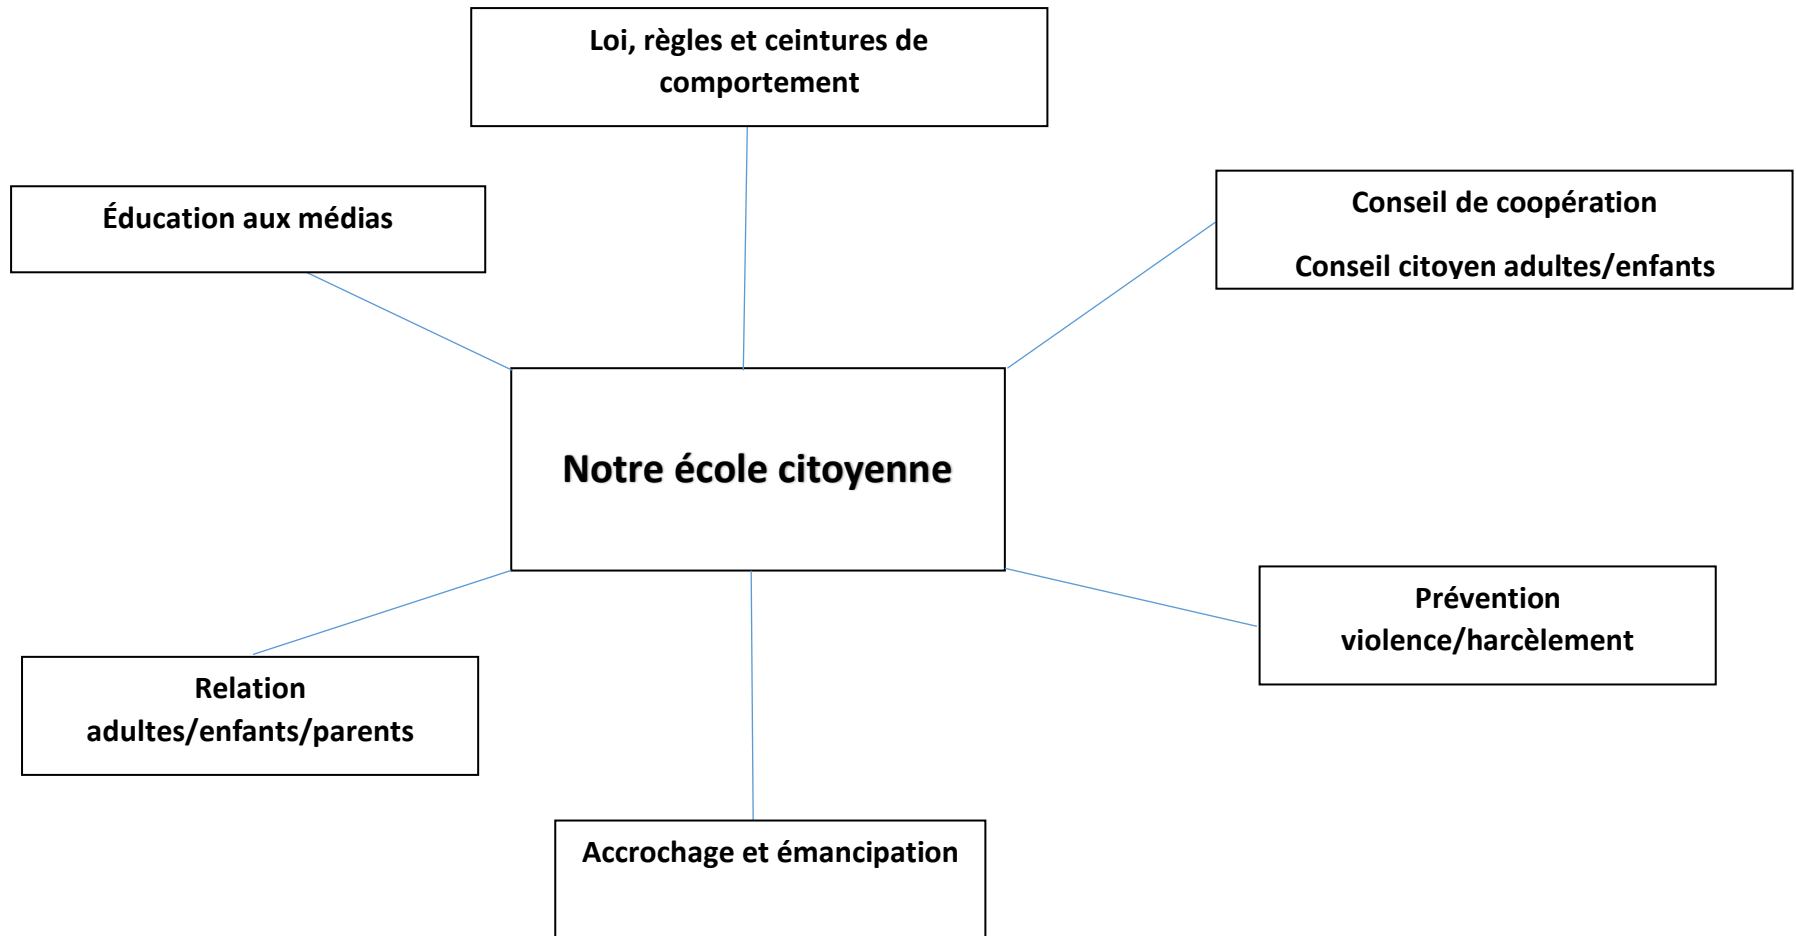 Loi, règles et ceintures de
comportement
Éducation aux médias
Conseil de coopération
Conseil citoyen adultes/enfants
Notre école citoyenne
Prévention
violence/harcèlement
Relation
adultes/enfants/parents
Accrochage et émancipation